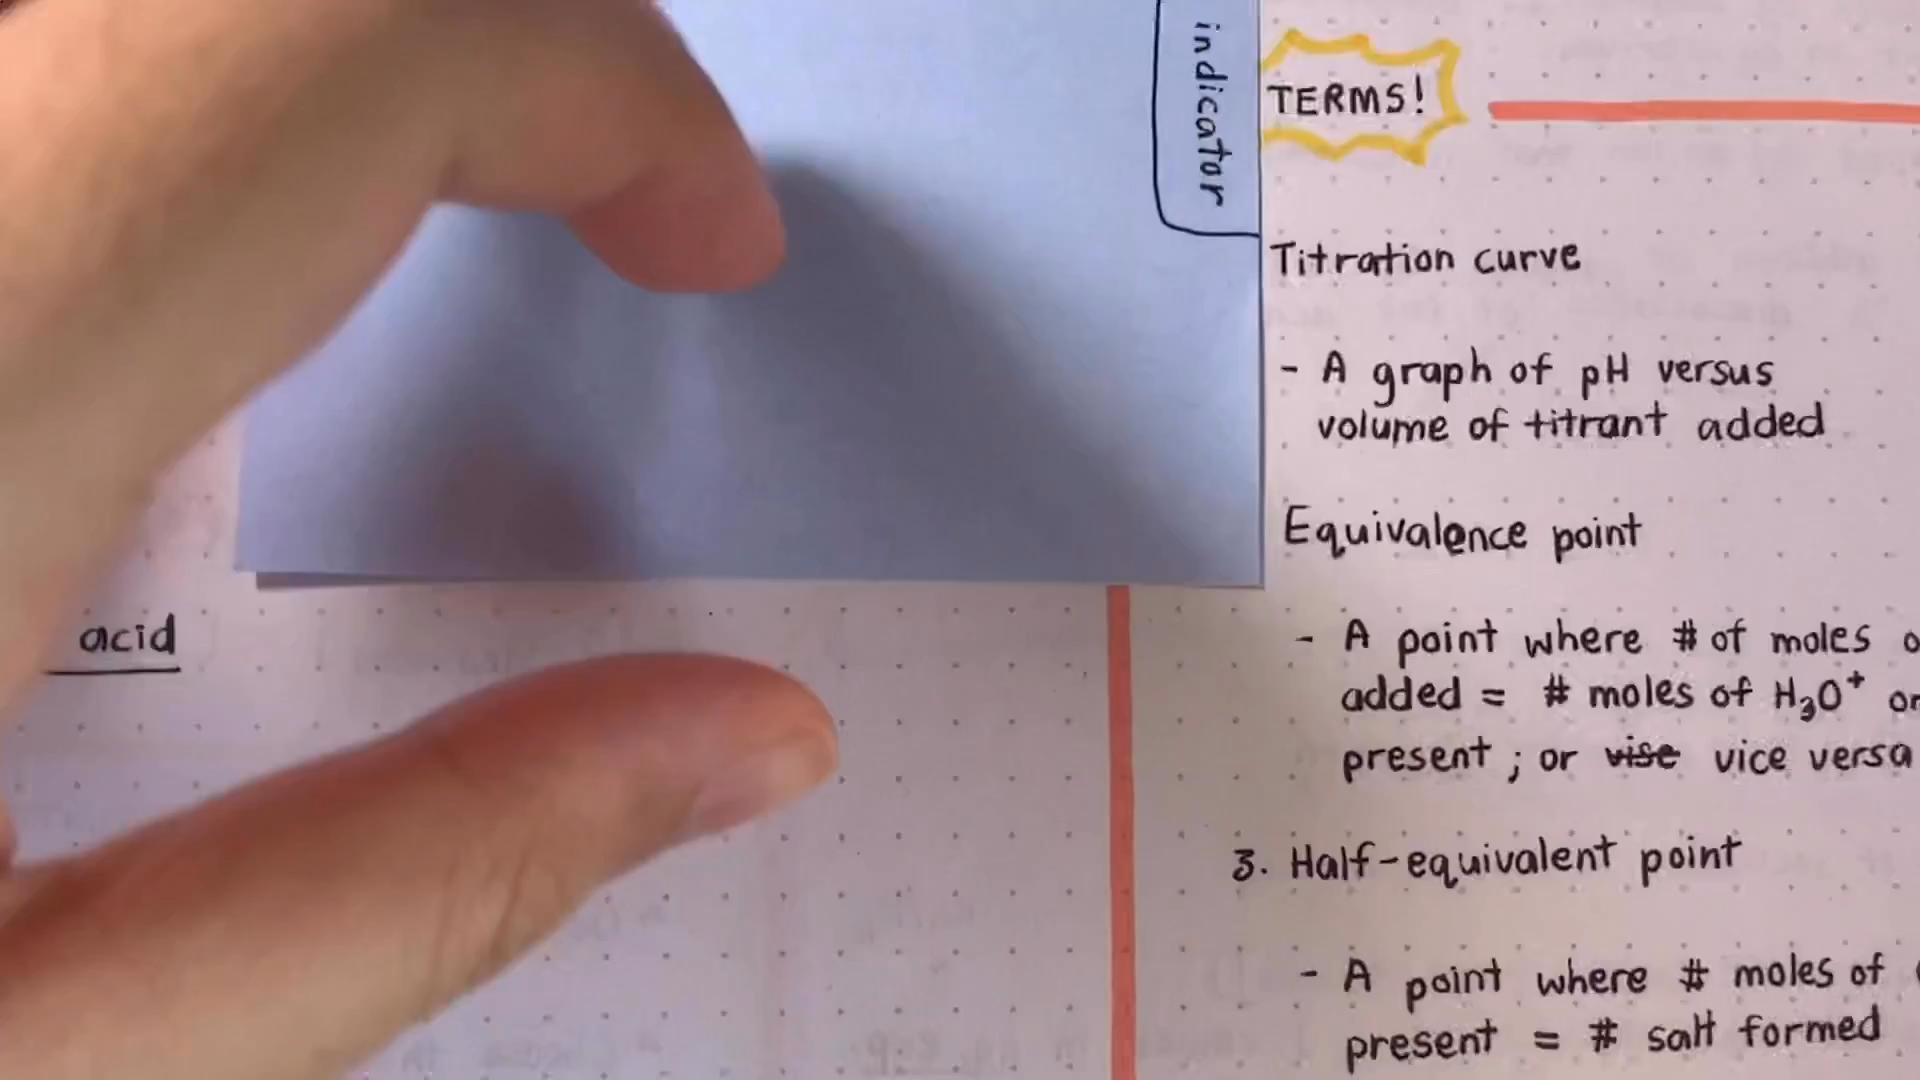 indicator
TERMS!
Titration curve
- A graph of pH versus
volume of titrant added
Equivalence point
- A point where # of moles
added = # moles of H₃O⁺ or
present ; or vise vice versa
acid
3. Half-equivalent point
- A point where # moles of
present = # salt formed